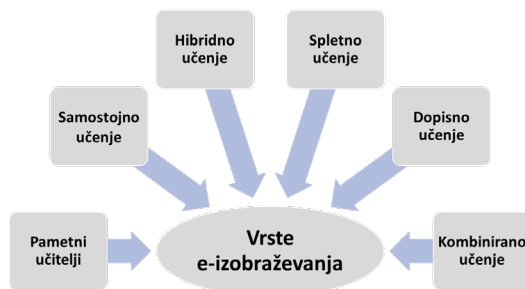 Hibridno
učenje
Spletno
učenje
Samostojno
učenje
Dopisno
učenje
Pametni
učitelji
Vrste
e-izobraževanja
Kombinirano
učenje